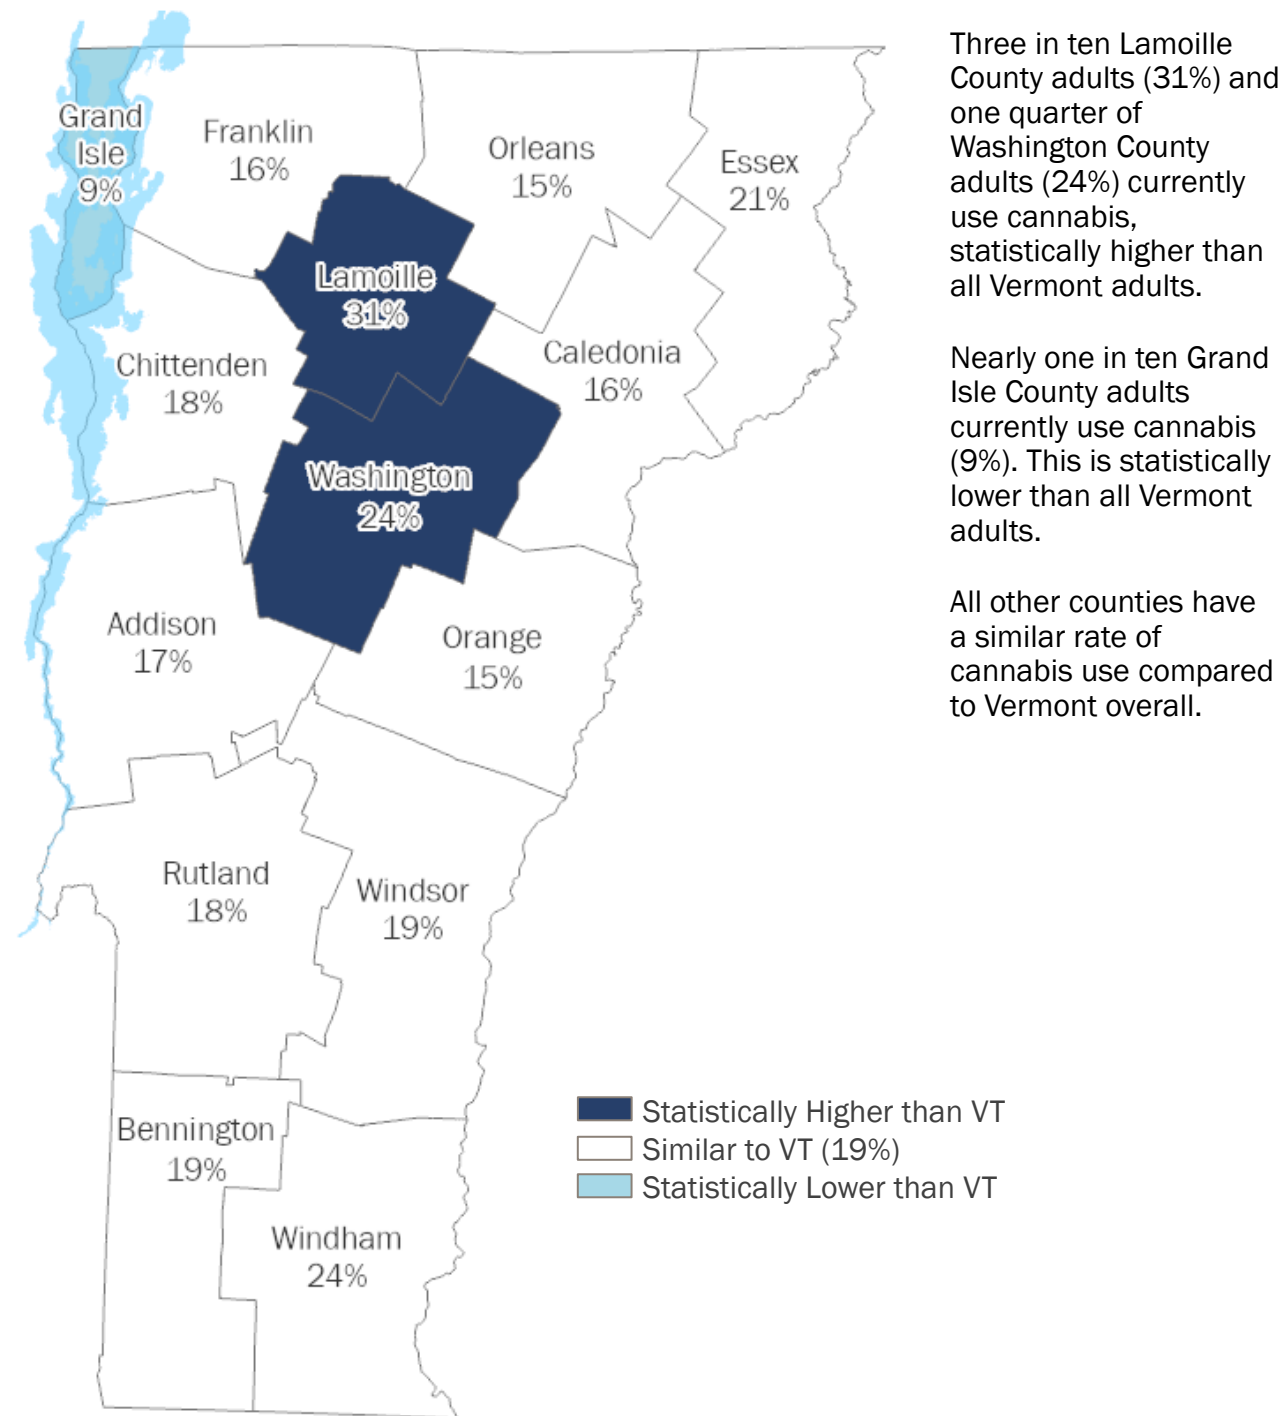 Grand
Isle
9%
Franklin
16%
Orleans
15%
Essex
21%
Lamoille
31%
Chittenden
18%
Caledonia
16%
Washington
24%
Addison
17%
Orange
15%
Rutland
18%
Windsor
19%
Bennington
19%
Windham
24%
Three in ten Lamoille
County adults (31%) and
one quarter of
Washington County
adults (24%) currently
use cannabis,
statistically higher than
all Vermont adults.
Nearly one in ten Grand
Isle County adults
currently use cannabis
(9%). This is statistically
lower than all Vermont
adults.
All other counties have
a similar rate of
cannabis use compared
to Vermont overall.
Statistically Higher than VT
Similar to VT (19%)
Statistically Lower than VT